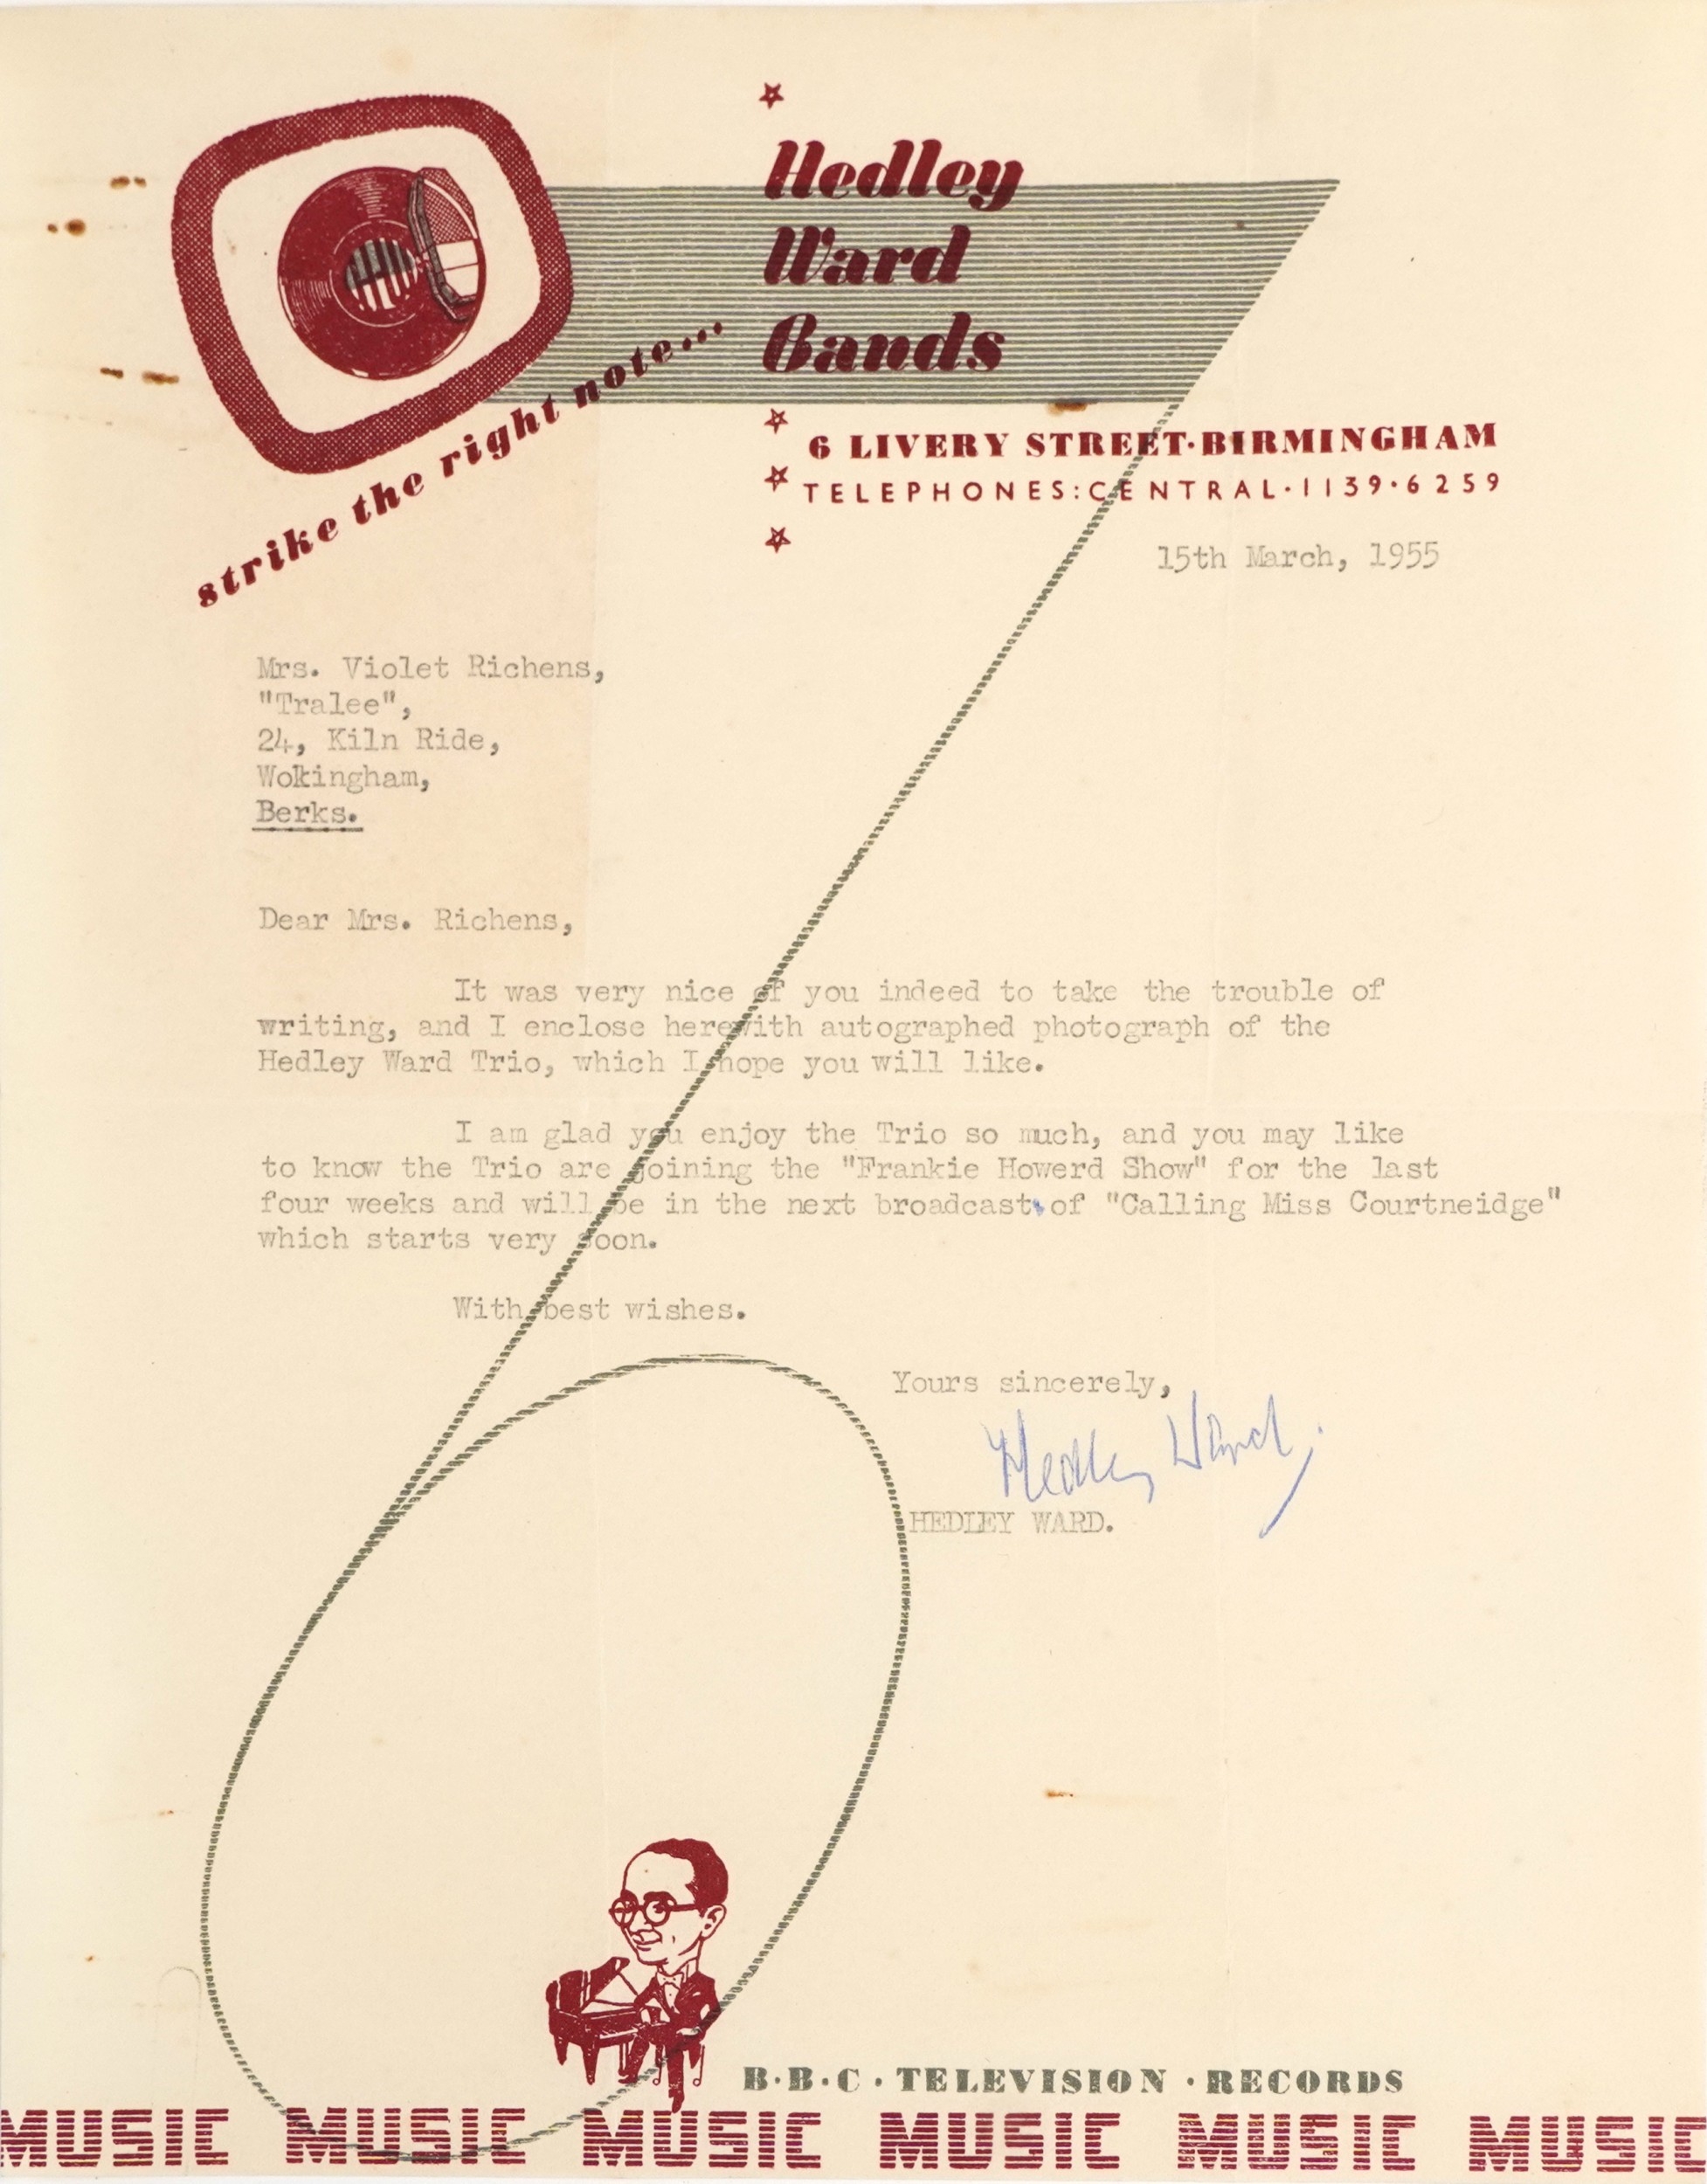 Hedley
Ward
Bands
strike the right note...
6 LIVERY STREET·BIRMINGHAM
TELEPHONES:CENTRAL·1139·6259
15th March, 1955
Mrs. Violet Richens,
"Tralee",
24, Kiln Ride,
Wokingham,
Berks.
Dear Mrs. Richens,
It was very nice of you indeed to take the trouble of
writing, and I enclose herewith autographed photograph of the
Hedley Ward Trio, which I hope you will like.
I am glad you enjoy the Trio so much, and you may like
to know the Trio are joining the "Frankie Howerd Show" for the last
four weeks and will be in the next broadcast of "Calling Miss Courtneidge"
which starts very soon.
With best wishes.
Yours sincerely,
Hedley Ward.
HEDLEY WARD.
B·B·C · TELEVISION · RECORDS
MUSIC MUSIC MUSIC MUSIC MUSIC MUSIC